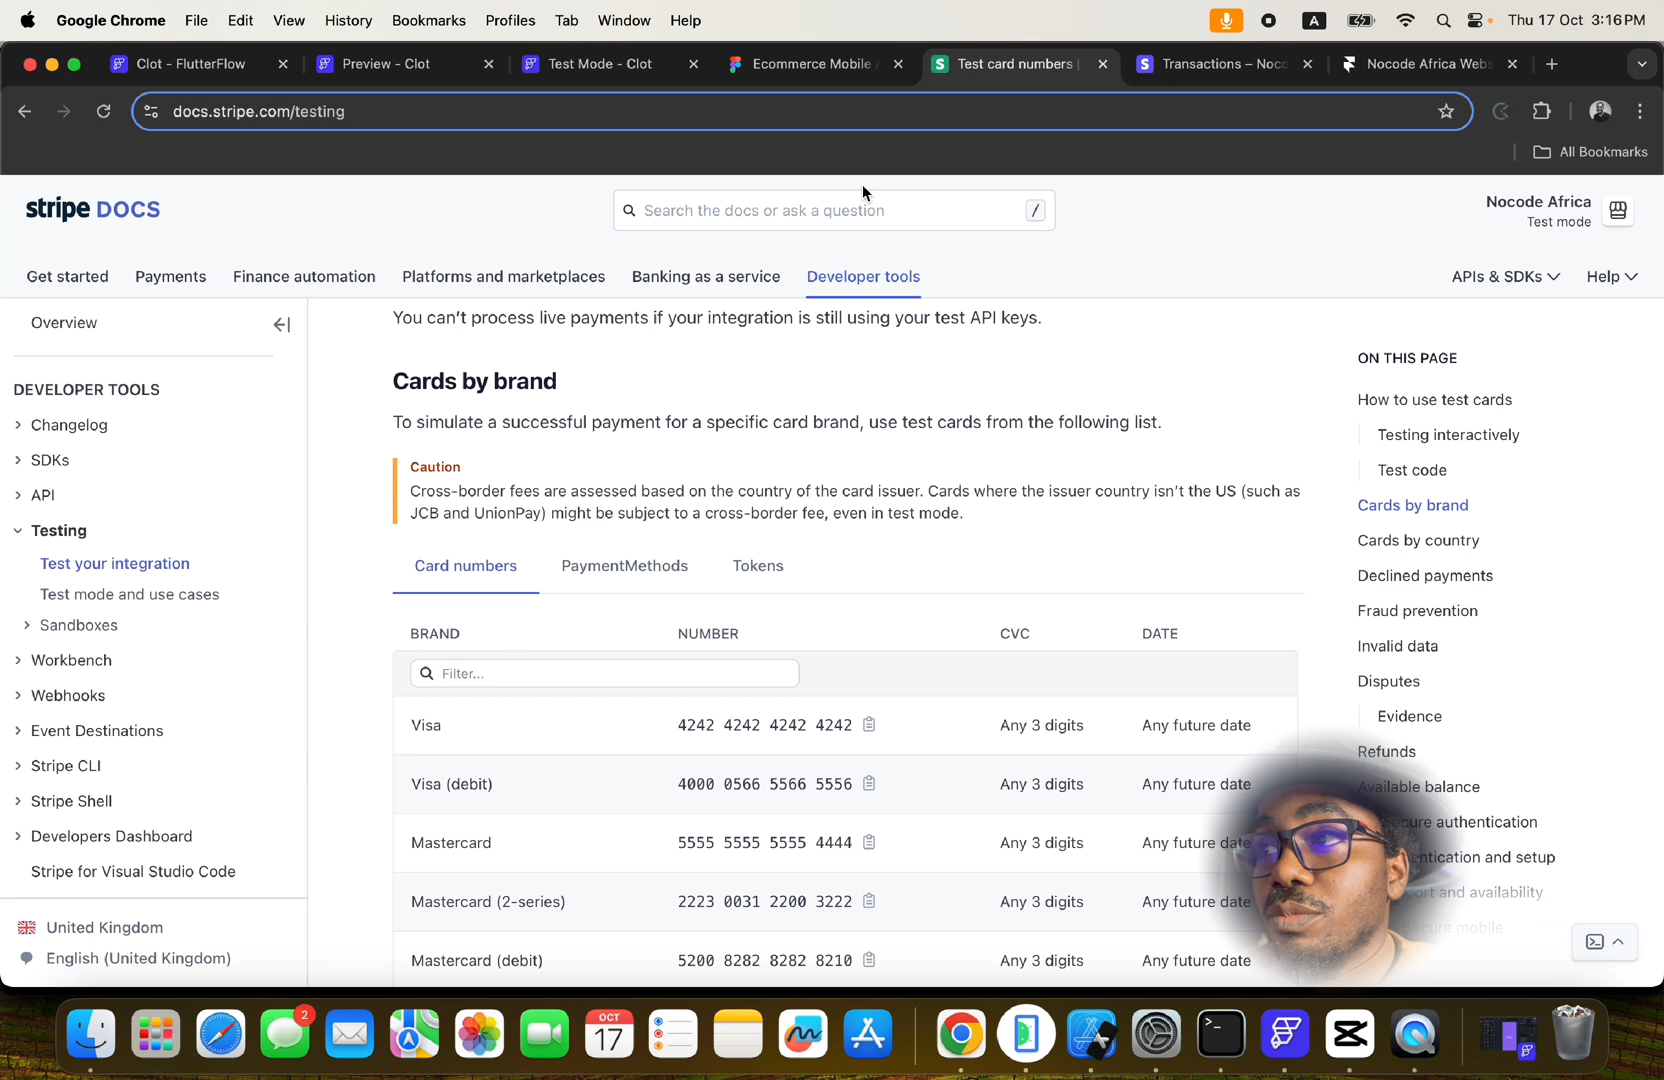 Google Chrome File Edit View History Bookmarks Profiles Tab Window Help A Thu 17 Oct 3:16 PM
Clot - FlutterFlow Preview - Clot Test Mode - Clot Ecommerce Mobile Test card numbers | Transactions – Noco Nocode Africa Webs
docs.stripe.com/testing
All Bookmarks
stripe DOCS
Search the docs or ask a question /
Nocode Africa
Test mode
Get started Payments Finance automation Platforms and marketplaces Banking as a service Developer tools APIs & SDKs Help
Overview
DEVELOPER TOOLS
Changelog
SDKs
API
Testing
Test your integration
Test mode and use cases
Sandboxes
Workbench
Webhooks
Event Destinations
Stripe CLI
Stripe Shell
Developers Dashboard
Stripe for Visual Studio Code
United Kingdom
English (United Kingdom)
You can't process live payments if your integration is still using your test API keys.
Cards by brand
To simulate a successful payment for a specific card brand, use test cards from the following list.
Caution
Cross-border fees are assessed based on the country of the card issuer. Cards where the issuer country isn't the US (such as
JCB and UnionPay) might be subject to a cross-border fee, even in test mode.
Card numbers PaymentMethods Tokens
BRAND NUMBER CVC DATE
Filter...
Visa 4242 4242 4242 4242 Any 3 digits Any future date
Visa (debit) 4000 0566 5566 5556 Any 3 digits Any future date
Mastercard 5555 5555 5555 4444 Any 3 digits Any future date
Mastercard (2-series) 2223 0031 2200 3222 Any 3 digits Any future date
Mastercard (debit) 5200 8282 8282 8210 Any 3 digits Any future date
ON THIS PAGE
How to use test cards
Testing interactively
Test code
Cards by brand
Cards by country
Declined payments
Fraud prevention
Invalid data
Disputes
Evidence
Refunds
Available balance
authentication
and setup
and availability
mobile
2
OCT
17